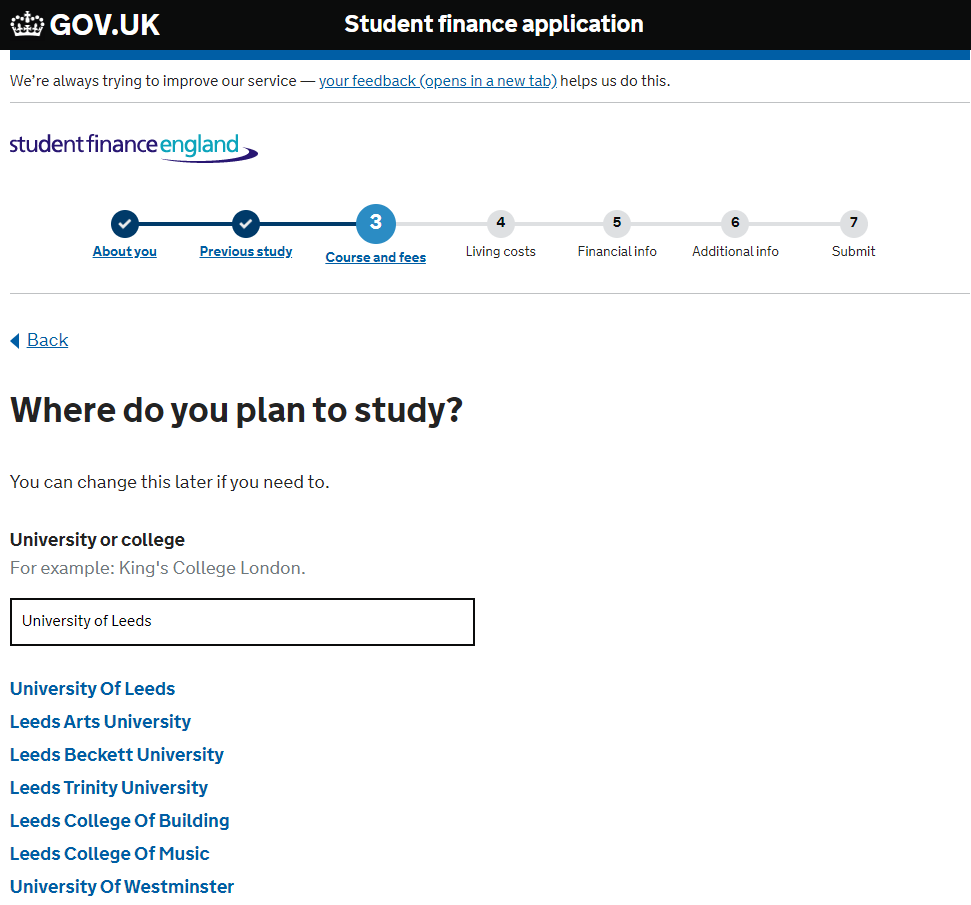 GOV.UK Student finance application
We're always trying to improve our service — your feedback (opens in a new tab) helps us do this.
studentfinanceengland
3 4 5 6 7
About you Previous study Course and fees Living costs Financial info Additional info Submit
Back
Where do you plan to study?
You can change this later if you need to.
University or college
For example: King's College London.
University of Leeds
University Of Leeds
Leeds Arts University
Leeds Beckett University
Leeds Trinity University
Leeds College Of Building
Leeds College Of Music
University Of Westminster